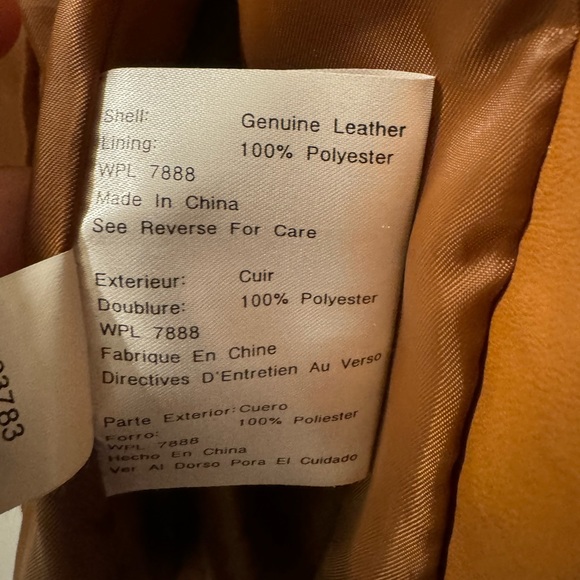 Shell: Genuine Leather
Lining: 100% Polyester
WPL 7888
Made In China
See Reverse For Care
Exterieur: Cuir
Doublure: 100% Polyester
WPL 7888
Fabrique En Chine
Directives D'Entretien Au Verso
Parte Exterior: Cuero
Forro: 100% Poliester
WPL 7888
Hecho En China
Ver Al Dorso Pora El Cuidado
3783